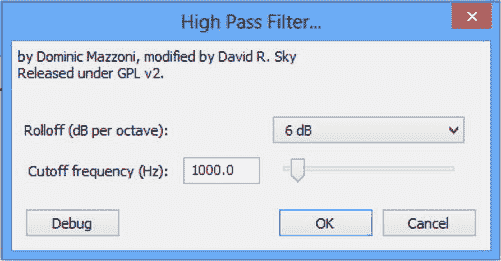 High Pass Filter...
by Dominic Mazzoni, modified by David R. Sky
Released under GPL v2.
Rolloff (dB per octave): 6 dB
Cutoff frequency (Hz): 1000.0
Debug OK Cancel